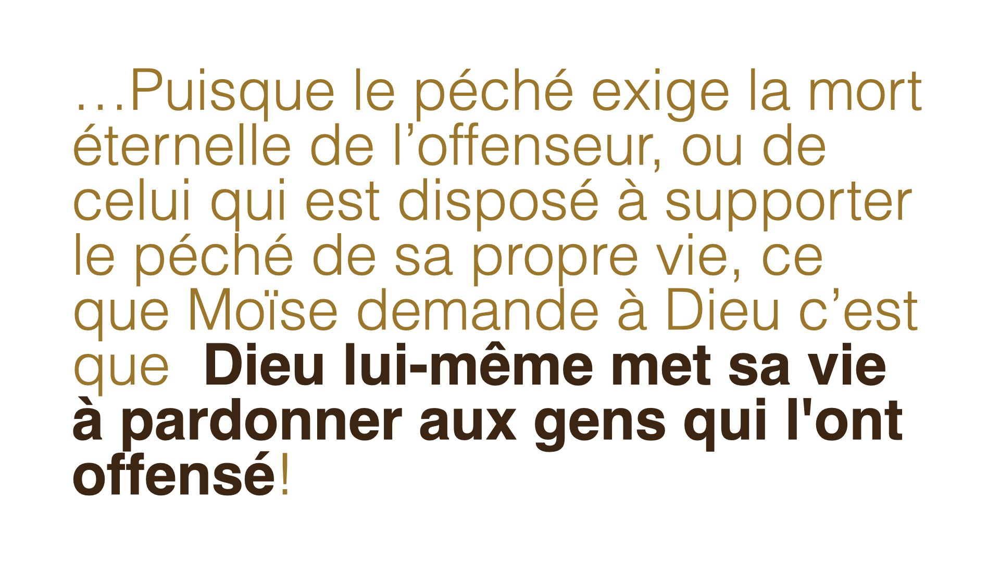 …Puisque le péché exige la mort
éternelle de l’offenseur, ou de
celui qui est disposé à supporter
le péché de sa propre vie, ce
que Moïse demande à Dieu c’est
que  Dieu lui-même met sa vie
à pardonner aux gens qui l'ont
offensé!